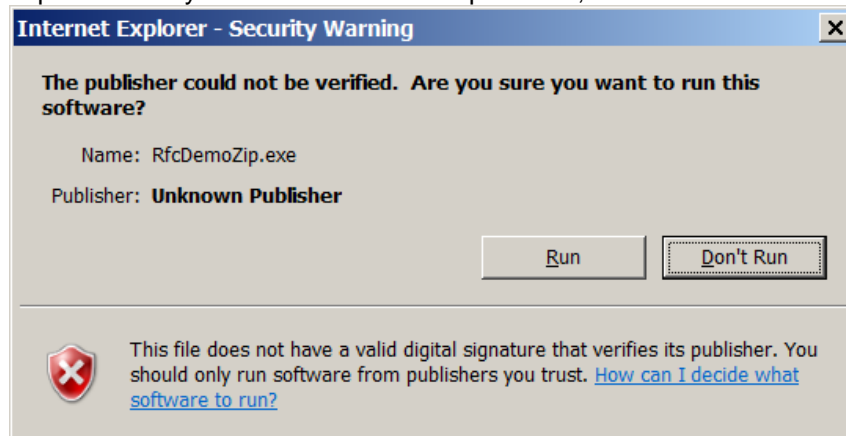 Internet Explorer - Security Warning
The publisher could not be verified.  Are you sure you want to run this
software?
Name: RfcDemoZip.exe
Publisher: Unknown Publisher
Run
Don't Run
This file does not have a valid digital signature that verifies its publisher. You
should only run software from publishers you trust. How can I decide what
software to run?